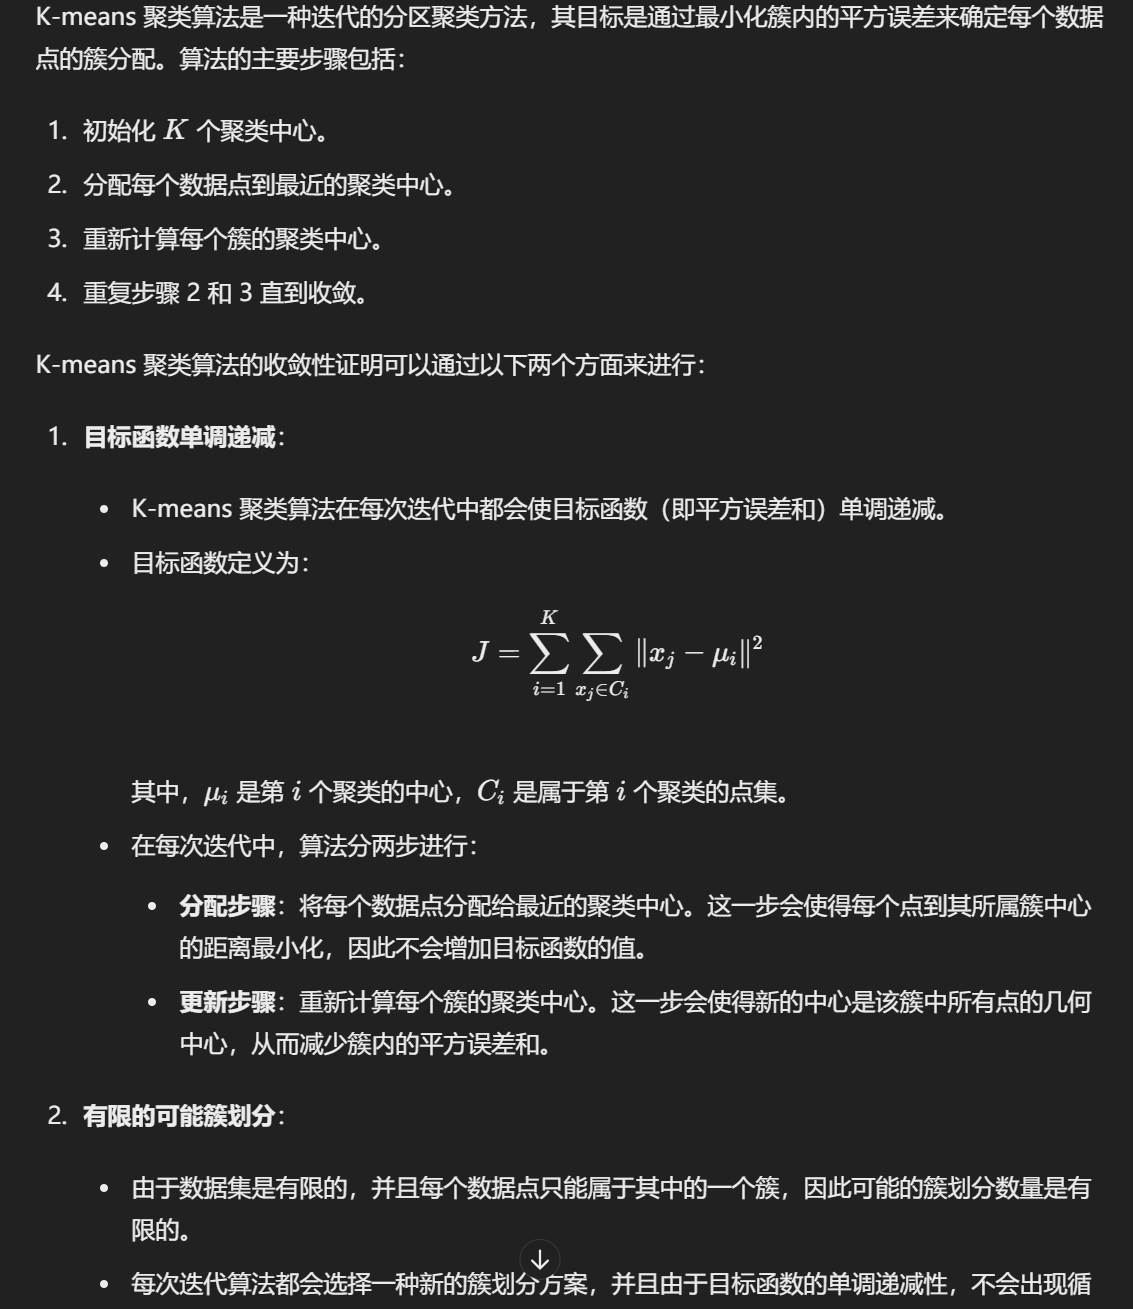 K-means 聚类算法是一种迭代的分区聚类方法，其目标是通过最小化簇内的平方误差来确定每个数据
点的簇分配。算法的主要步骤包括：
1. 初始化 K 个聚类中心。
2. 分配每个数据点到最近的聚类中心。
3. 重新计算每个簇的聚类中心。
4. 重复步骤 2 和 3 直到收敛。
K-means 聚类算法的收敛性证明可以通过以下两个方面来进行：
1. 目标函数单调递减：
• K-means 聚类算法在每次迭代中都会使目标函数（即平方误差和）单调递减。
• 目标函数定义为：
J = \sum_{i=1}^{K} \sum_{x_j \in C_i} \|x_j - \mu_i\|^2
其中，μ_i 是第 i 个聚类的中心，C_i 是属于第 i 个聚类的点集。
• 在每次迭代中，算法分两步进行：
• 分配步骤：将每个数据点分配给最近的聚类中心。这一步会使得每个点到其所属簇中心
的距离最小化，因此不会增加目标函数的值。
• 更新步骤：重新计算每个簇的聚类中心。这一步会使得新的中心是该簇中所有点的几何
中心，从而减少簇内的平方误差和。
2. 有限的可能簇划分：
• 由于数据集是有限的，并且每个数据点只能属于其中的一个簇，因此可能的簇划分数量是有
限的。
• 每次迭代算法都会选择一种新的簇划分方案，并且由于目标函数的单调递减性，不会出现循